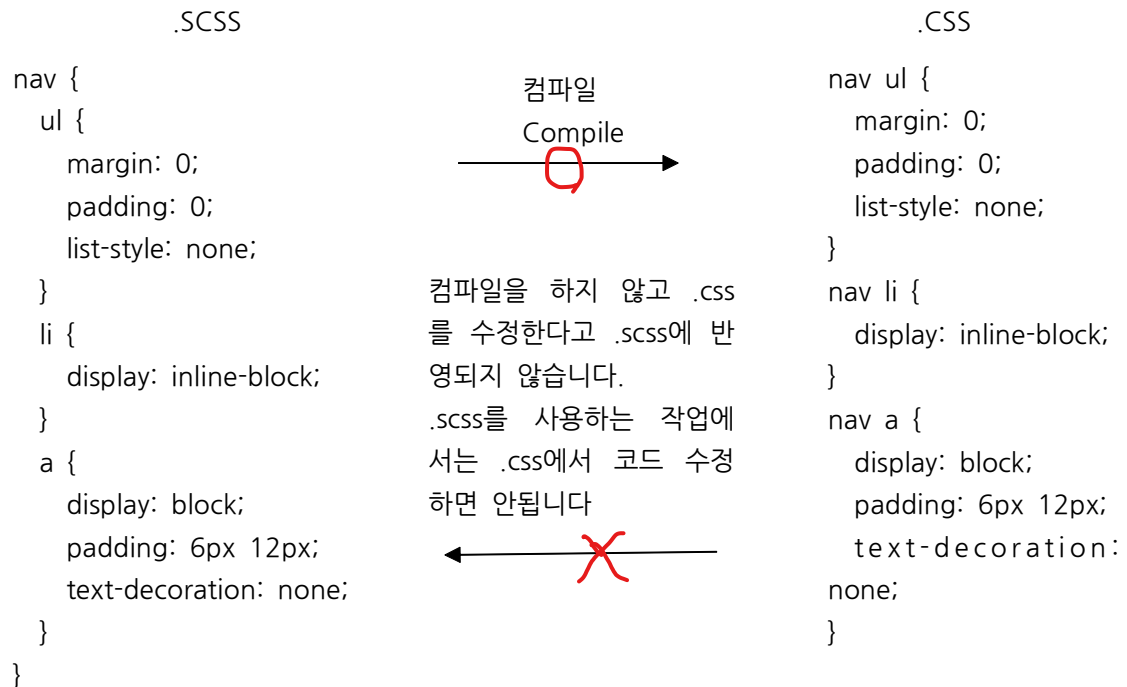 .SCSS
nav {
ul {
margin: 0;
padding: 0;
list-style: none;
}
li {
display: inline-block;
}
a {
display: block;
padding: 6px 12px;
text-decoration: none;
}
}
컴파일
Compile
컴파일을 하지 않고 .css
를 수정한다고 .scss에 반
영되지 않습니다.
.scss를 사용하는 작업에
서는 .css에서 코드 수정
하면 안됩니다
.CSS
nav ul {
margin: 0;
padding: 0;
list-style: none;
}
nav li {
display: inline-block;
}
nav a {
display: block;
padding: 6px 12px;
text-decoration:
none;
}